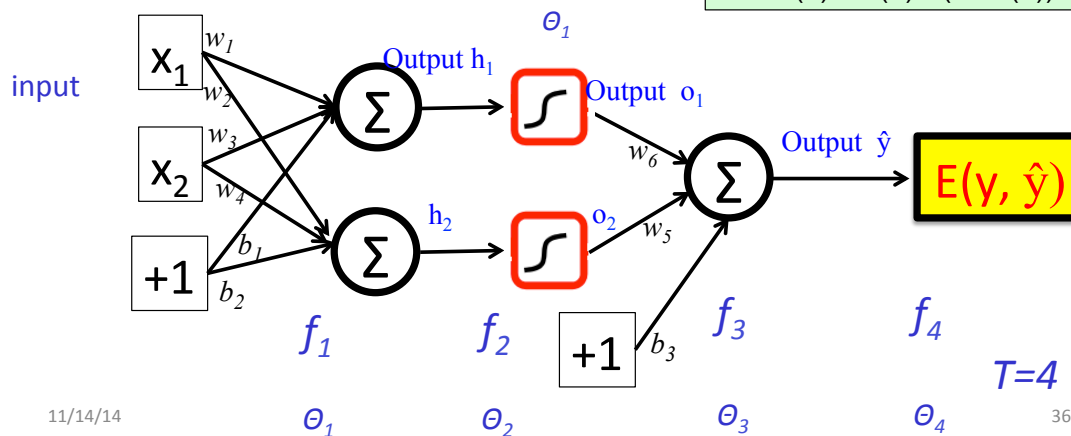 Θ1
input
x1
w1
w2
Output h1
Σ
Output o1
x2
w3
w4
w6
Σ
Output ŷ
E(y, ŷ)
+1
b1
b2
h2
Σ
o2
w5
+1
b3
f1
f2
f3
f4
T=4
11/14/14
Θ1
Θ2
Θ3
Θ4
36